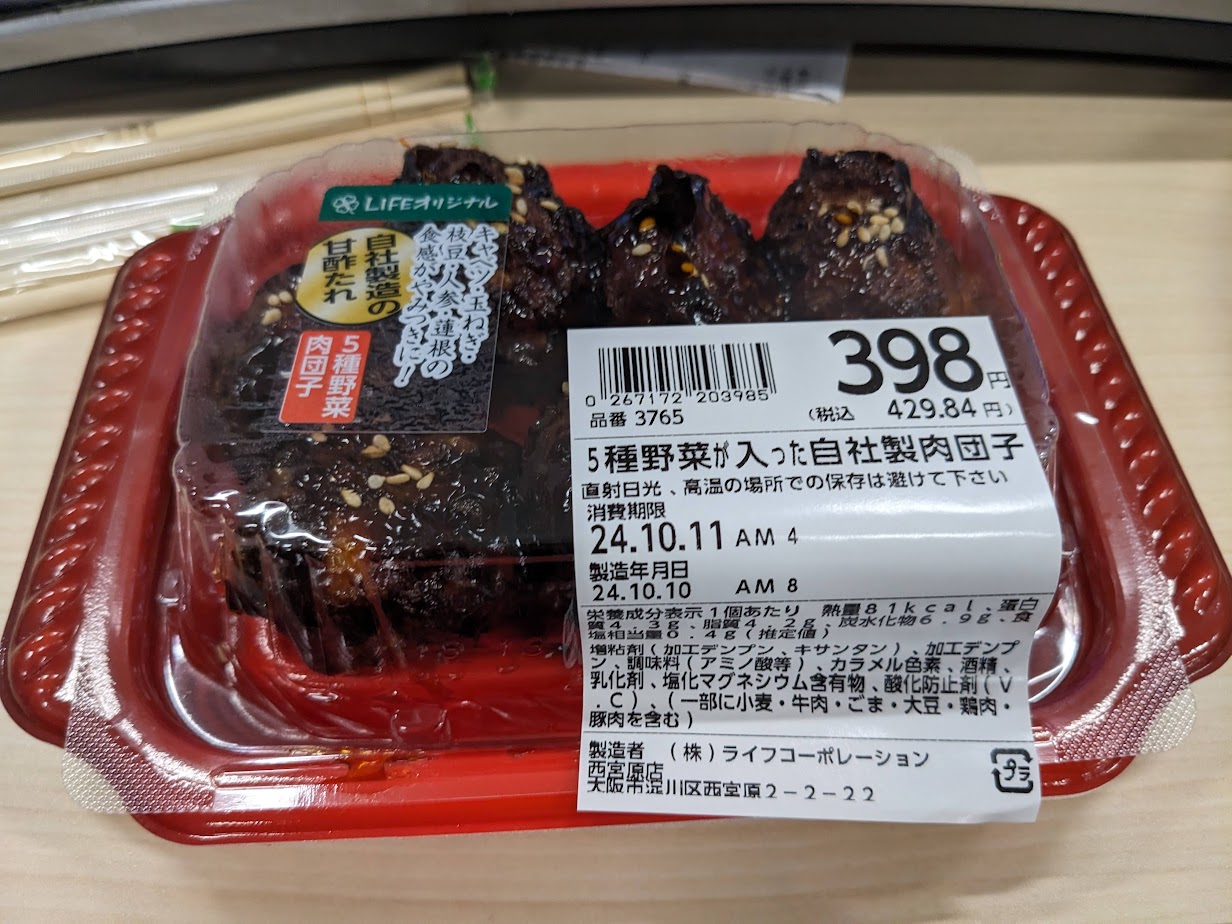 LIFEオリジナル
キャベツ・玉ねぎ・
枝豆・人参・蓮根の
食感がやみつきに!
自社製造の
甘酢たれ
5種野菜
肉団子
0 267172 203985
398円
品番 3765
(税込 429.84円)
5種野菜が入った自社製肉団子
直射日光、高温の場所での保存は避けて下さい
消費期限
24.10.11 AM 4
製造年月日
24.10.10 AM 8
栄養成分表示1個あたり 熱量81kcal、蛋白
質4.3g、脂質4.2g、炭水化物6.9g、食
塩相当量0.4g(推定値)
増粘剤(加工デンプン、キサンタン)、加工デンプ
ン、調味料(アミノ酸等)、カラメル色素、酒精、
乳化剤、塩化マグネシウム含有物、酸化防止剤(V
.C)、(一部に小麦・牛肉・ごま・大豆・鶏肉・
豚肉を含む)
製造者 (株)ライフコーポレーション
西宮原店
大阪市淀川区西宮原2-2-22
プラ